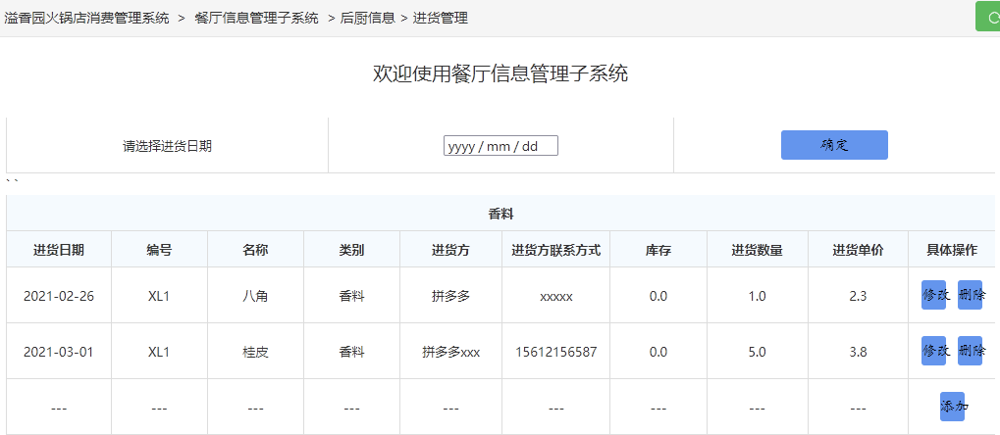 溢香园火锅店消费管理系统 > 餐厅信息管理子系统 > 后厨信息 > 进货管理
欢迎使用餐厅信息管理子系统
请选择进货日期 yyyy / mm / dd 确定
` `
香料
进货日期 编号 名称 类别 进货方 进货方联系方式 库存 进货数量 进货单价 具体操作
2021-02-26 XL1 八角 香料 拼多多 xxxxx 0.0 1.0 2.3 修改 删除
2021-03-01 XL1 桂皮 香料 拼多多xxx 15612156587 0.0 5.0 3.8 修改 删除
--- --- --- --- --- --- --- --- --- 添加